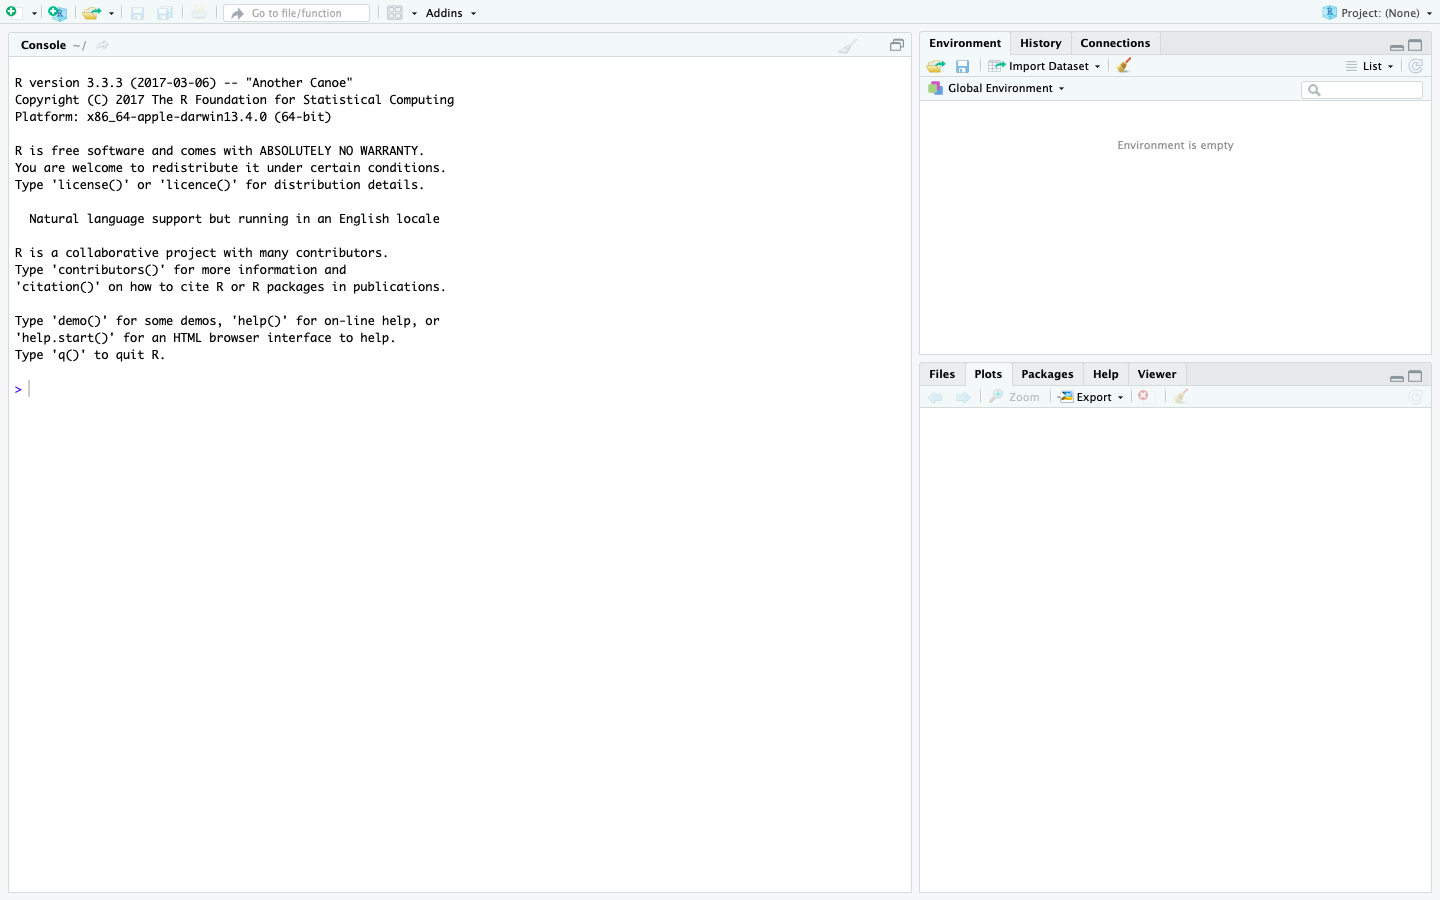 Go to file/function
Addins
Project: (None)
Console ~/
R version 3.3.3 (2017-03-06) -- "Another Canoe"
Copyright (C) 2017 The R Foundation for Statistical Computing
Platform: x86_64-apple-darwin13.4.0 (64-bit)
R is free software and comes with ABSOLUTELY NO WARRANTY.
You are welcome to redistribute it under certain conditions.
Type 'license()' or 'licence()' for distribution details.
Natural language support but running in an English locale
R is a collaborative project with many contributors.
Type 'contributors()' for more information and
'citation()' on how to cite R or R packages in publications.
Type 'demo()' for some demos, 'help()' for on-line help, or
'help.start()' for an HTML browser interface to help.
Type 'q()' to quit R.
>
Environment History Connections
Import Dataset List
Global Environment
Environment is empty
Files Plots Packages Help Viewer
Zoom Export